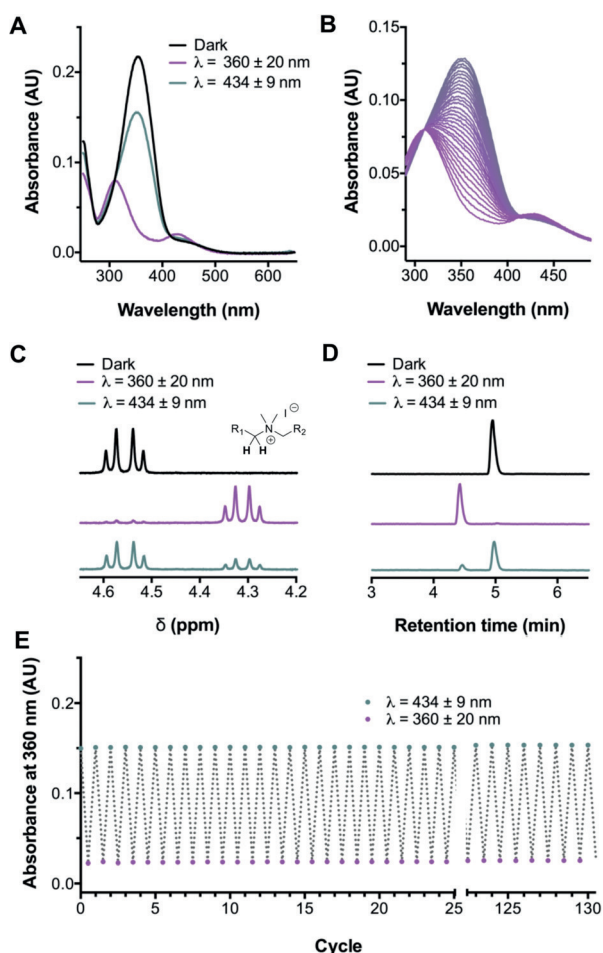 A
Dark
λ = 360 ± 20 nm
λ = 434 ± 9 nm
0.2
0.1
0.0
Absorbance (AU)
300 400 500 600
Wavelength (nm)
B
0.15
0.10
0.05
0.00
Absorbance (AU)
300 350 400 450
Wavelength (nm)
C
Dark
λ = 360 ± 20 nm
λ = 434 ± 9 nm
I ⊖
R1 N R2
⊕
H H
4.6 4.5 4.4 4.3 4.2
δ (ppm)
D
Dark
λ = 360 ± 20 nm
λ = 434 ± 9 nm
3 4 5 6
Retention time (min)
E
λ = 434 ± 9 nm
λ = 360 ± 20 nm
0.2
0.1
0.0
Absorbance at 360 nm (AU)
0 5 10 15 20 25 125 130
Cycle